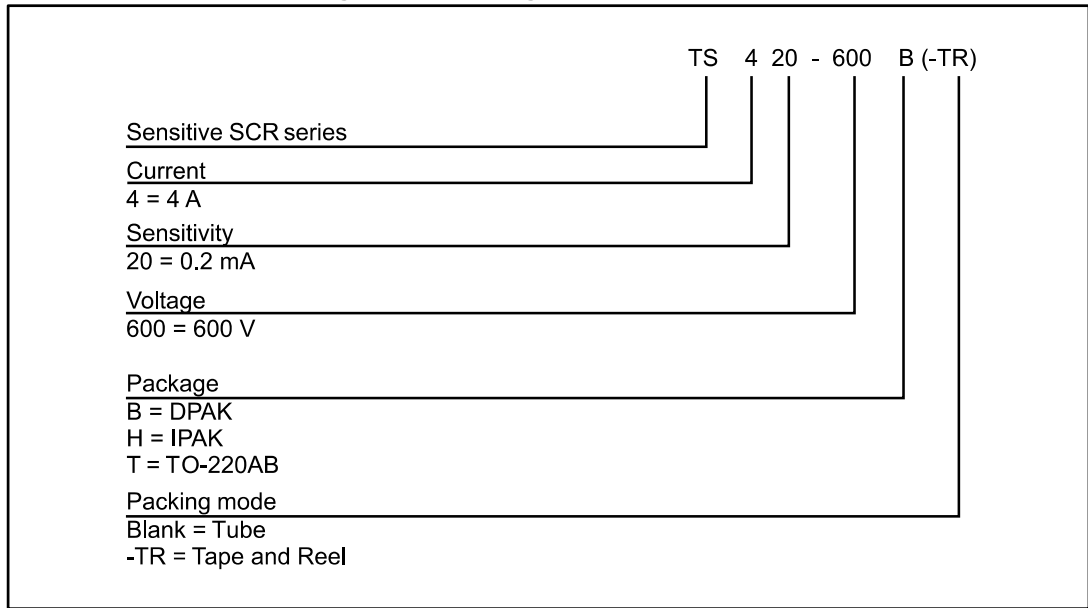 TS 4 20 - 600 B (-TR)
Sensitive SCR series
Current
4 = 4 A
Sensitivity
20 = 0.2 mA
Voltage
600 = 600 V
Package
B = DPAK
H = IPAK
T = TO-220AB
Packing mode
Blank = Tube
-TR = Tape and Reel